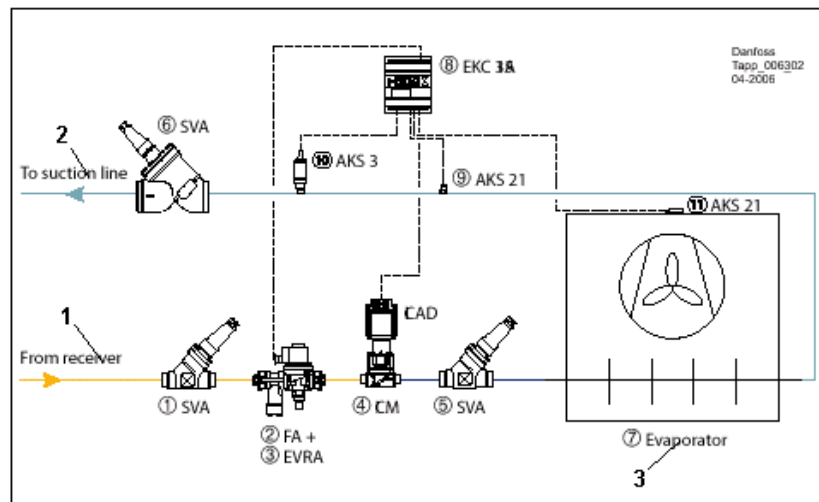 Danfoss
Tapp_006302
04-2006
⑧ EKC 3A
⑥ SVA
2
⑩ AKS 3
To suction line
⑨ AKS 21
⑪ AKS 21
1
CAD
From receiver
① SVA
④ CM
⑤ SVA
② FA +
③ EVRA
⑦ Evaporator
3